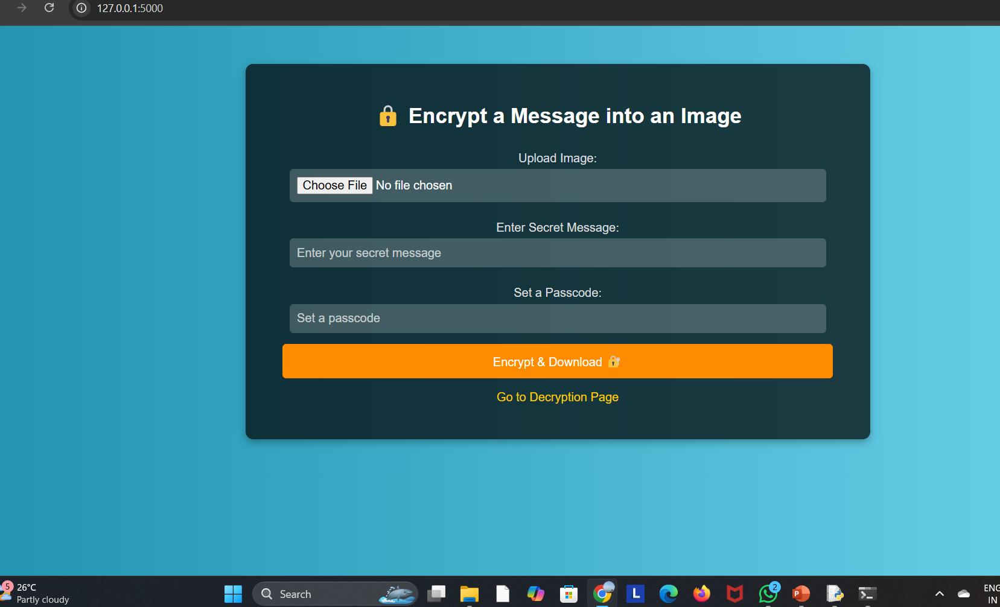 127.0.0.1:5000
Encrypt a Message into an Image
Upload Image:
Choose File No file chosen
Enter Secret Message:
Enter your secret message
Set a Passcode:
Set a passcode
Encrypt & Download
Go to Decryption Page
5
26°C
Partly cloudy
Search
L
2
P
ENG
IN